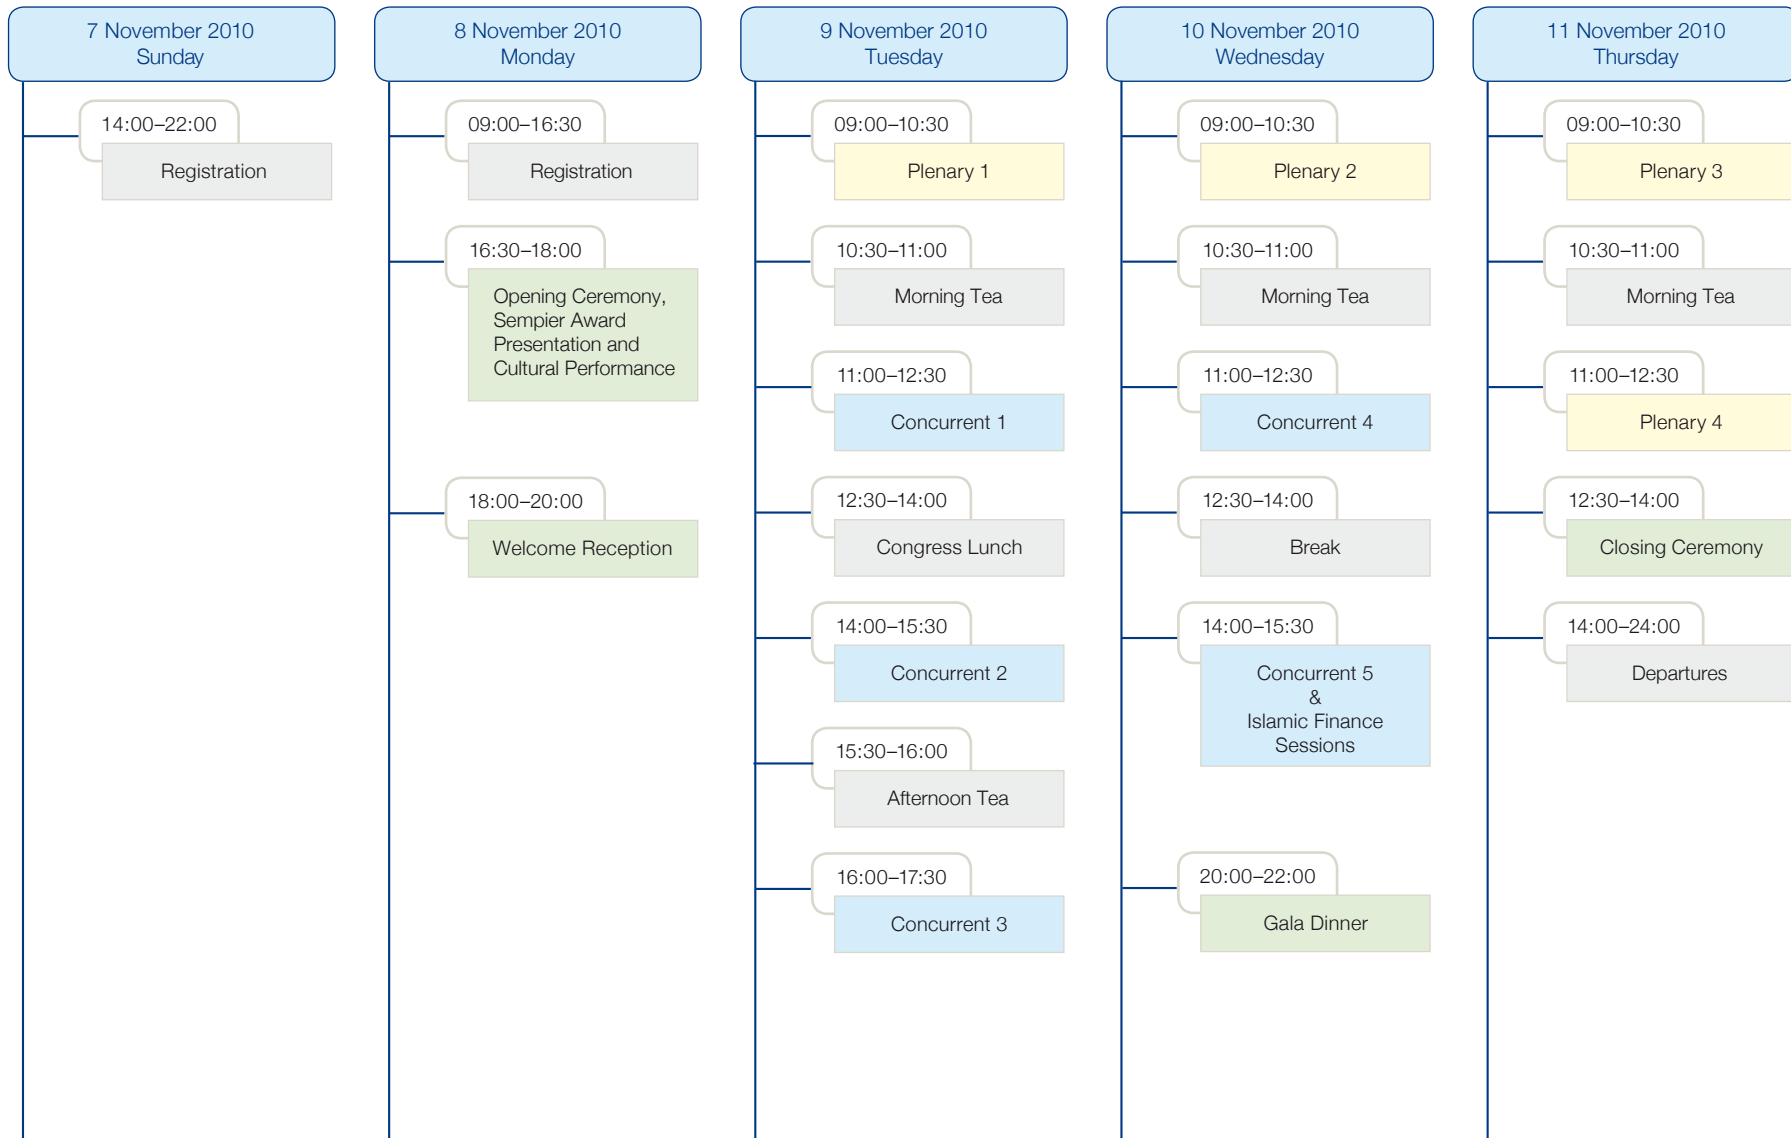 7 November 2010
Sunday
14:00–22:00
Registration
8 November 2010
Monday
09:00–16:30
Registration
16:30–18:00
Opening Ceremony,
Sempier Award
Presentation and
Cultural Performance
18:00–20:00
Welcome Reception
9 November 2010
Tuesday
09:00–10:30
Plenary 1
10:30–11:00
Morning Tea
11:00–12:30
Concurrent 1
12:30–14:00
Congress Lunch
14:00–15:30
Concurrent 2
15:30–16:00
Afternoon Tea
16:00–17:30
Concurrent 3
10 November 2010
Wednesday
09:00–10:30
Plenary 2
10:30–11:00
Morning Tea
11:00–12:30
Concurrent 4
12:30–14:00
Break
14:00–15:30
Concurrent 5
&
Islamic Finance
Sessions
20:00–22:00
Gala Dinner
11 November 2010
Thursday
09:00–10:30
Plenary 3
10:30–11:00
Morning Tea
11:00–12:30
Plenary 4
12:30–14:00
Closing Ceremony
14:00–24:00
Departures